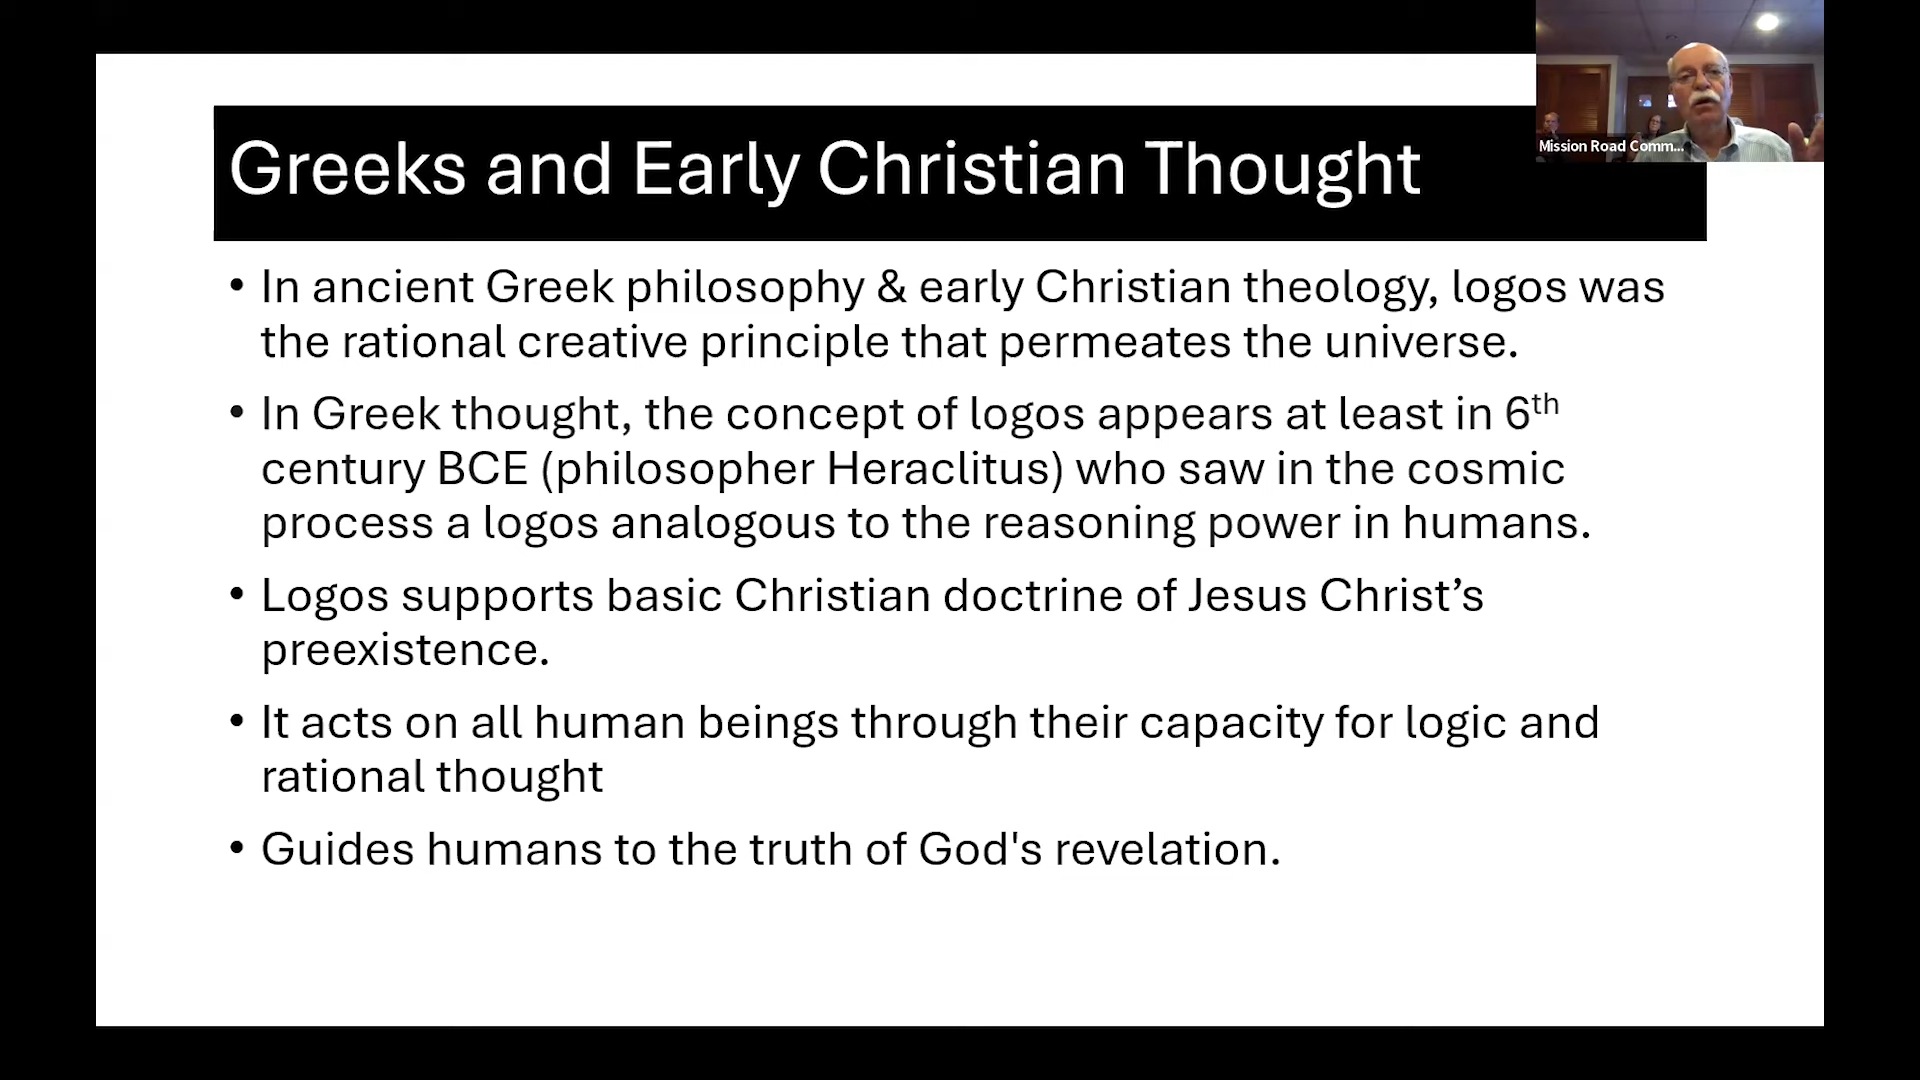 Mission Road Comm...
Greeks and Early Christian Thought
• In ancient Greek philosophy & early Christian theology, logos was
the rational creative principle that permeates the universe.
• In Greek thought, the concept of logos appears at least in 6th
century BCE (philosopher Heraclitus) who saw in the cosmic
process a logos analogous to the reasoning power in humans.
• Logos supports basic Christian doctrine of Jesus Christ’s
preexistence.
• It acts on all human beings through their capacity for logic and
rational thought
• Guides humans to the truth of God's revelation.